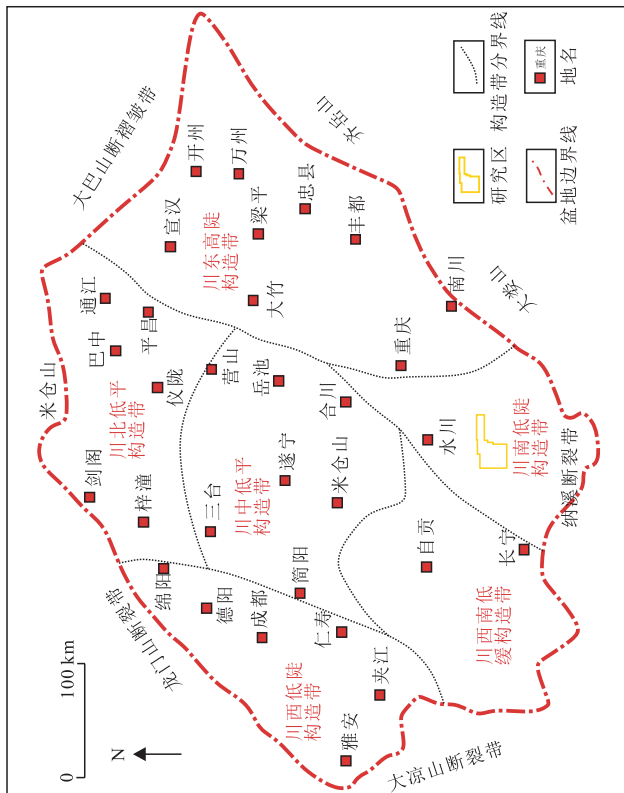 0
100 km
N
米仓山
大巴山断褶皱带
龙门山断裂带
大凉山断裂带
纳溪断裂带
齐岳山
大娄山
剑阁
梓潼
巴中
通江
平昌
仪陇
川北低平
构造带
宣汉
开州
万州
梁平
忠县
丰都
大竹
川东高陡
构造带
营山
岳池
合川
三台
遂宁
米仓山
川中低平
构造带
绵阳
德阳
成都
简阳
仁寿
夹江
雅安
川西低陡
构造带
重庆
南川
永川
川南低陡
构造带
自贡
长宁
川西南低
缓构造带
研究区
构造带分界线
盆地边界线
重庆
地名